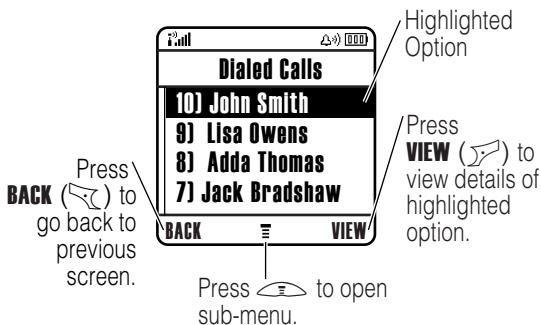 Highlighted
Option
Dialed Calls
10) John Smith
9) Lisa Owens
8) Adda Thomas
7) Jack Bradshaw
BACK
VIEW
Press
BACK ( ) to
go back to
previous
screen.
Press
VIEW ( ) to
view details of
highlighted
option.
Press to open
sub-menu.